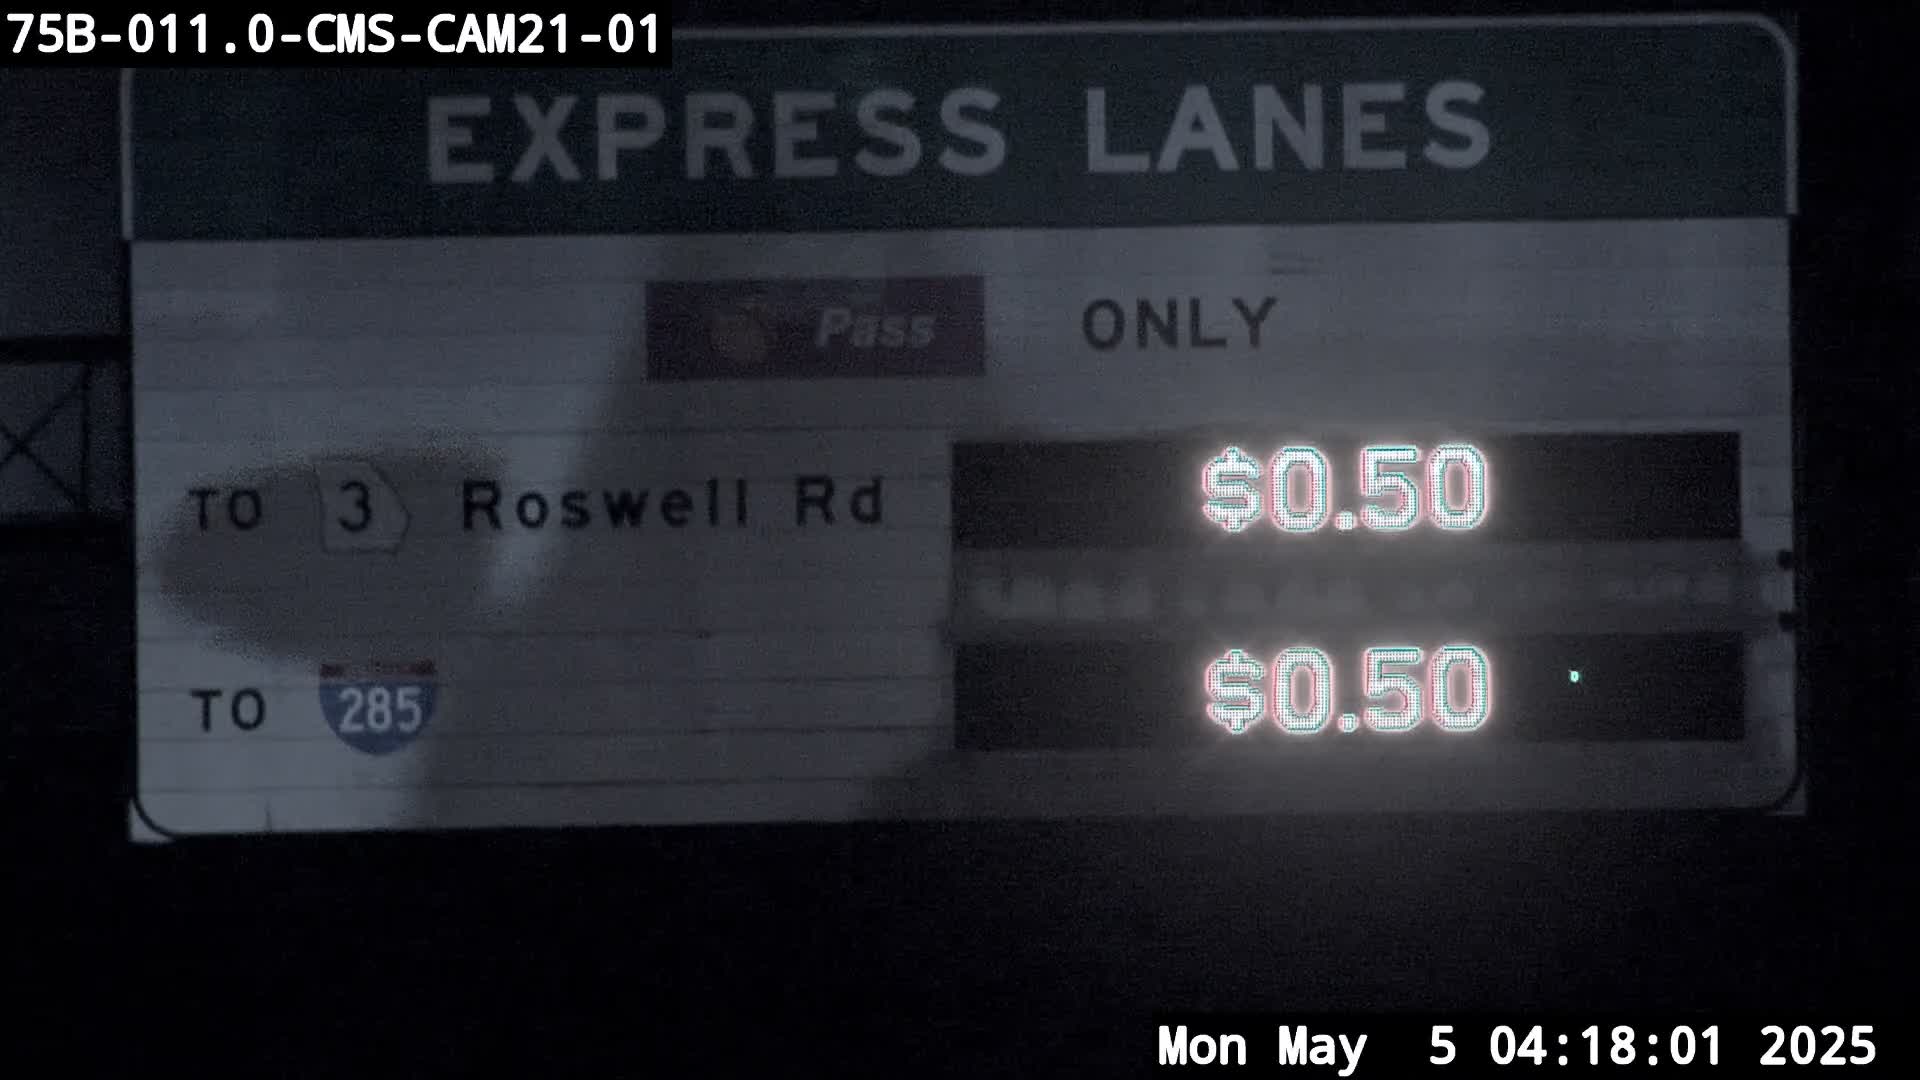 75B-011.0-CMS-CAM21-01
EXPRESS LANES
Pass ONLY
TO 3 Roswell Rd $0.50
TO 285 $0.50
Mon May 5 04:18:01 2025